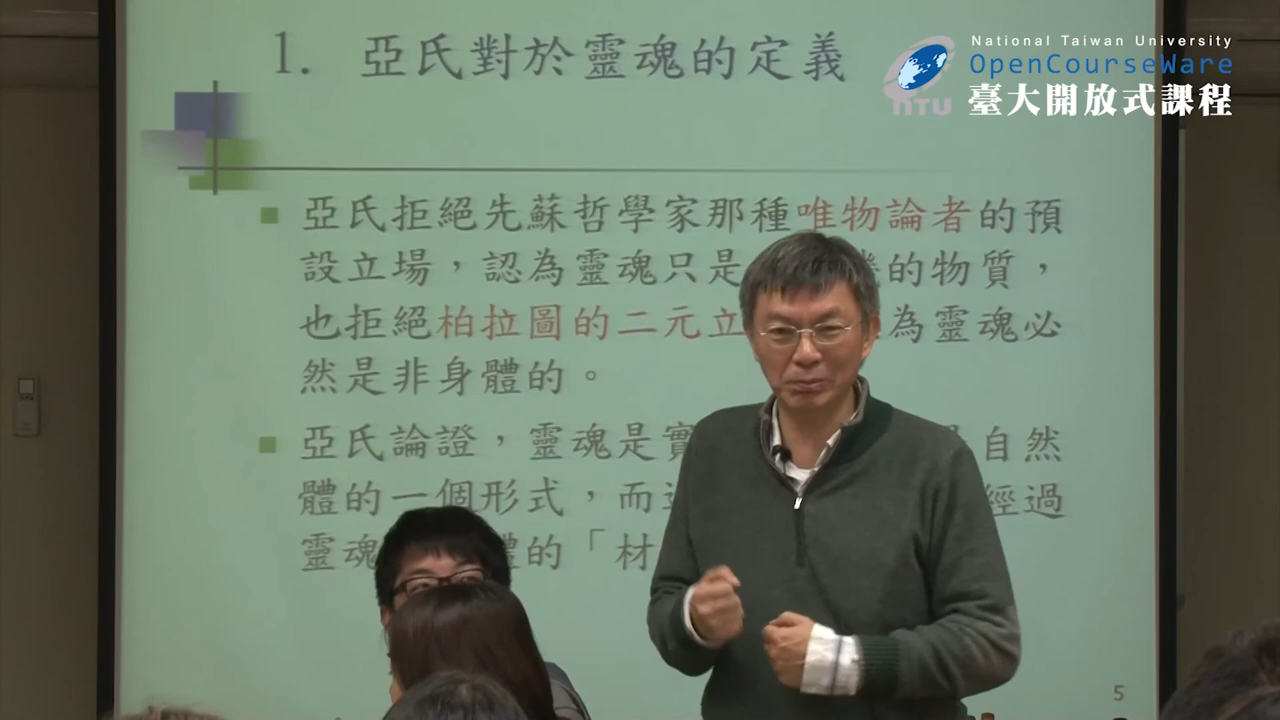 1. 亞氏對於靈魂的定義
National Taiwan University
OpenCourseWare
NTU
臺大開放式課程
亞氏拒絕先蘇哲學家那種唯物論者的預
設立場，認為靈魂只是 的物質，
也拒絕柏拉圖的二元立 為靈魂必
然是非身體的。
亞氏論證，靈魂是 自然
體的一個形式，而 經過
靈魂 體的「材
5